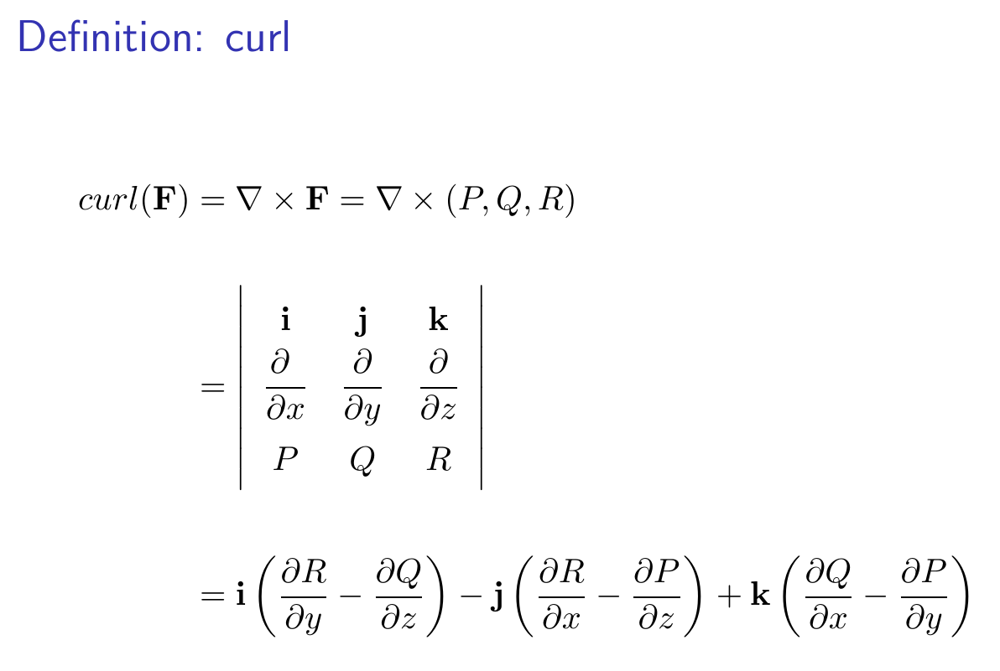 Definition: curl
curl(𝐅) = ∇ × 𝐅 = ∇ × (P, Q, R)
= | 𝐢 𝐣 𝐤 |
| ∂/∂x ∂/∂y ∂/∂z |
| P Q R |
= 𝐢 (∂R/∂y − ∂Q/∂z) − 𝐣 (∂R/∂x − ∂P/∂z) + 𝐤 (∂Q/∂x − ∂P/∂y)